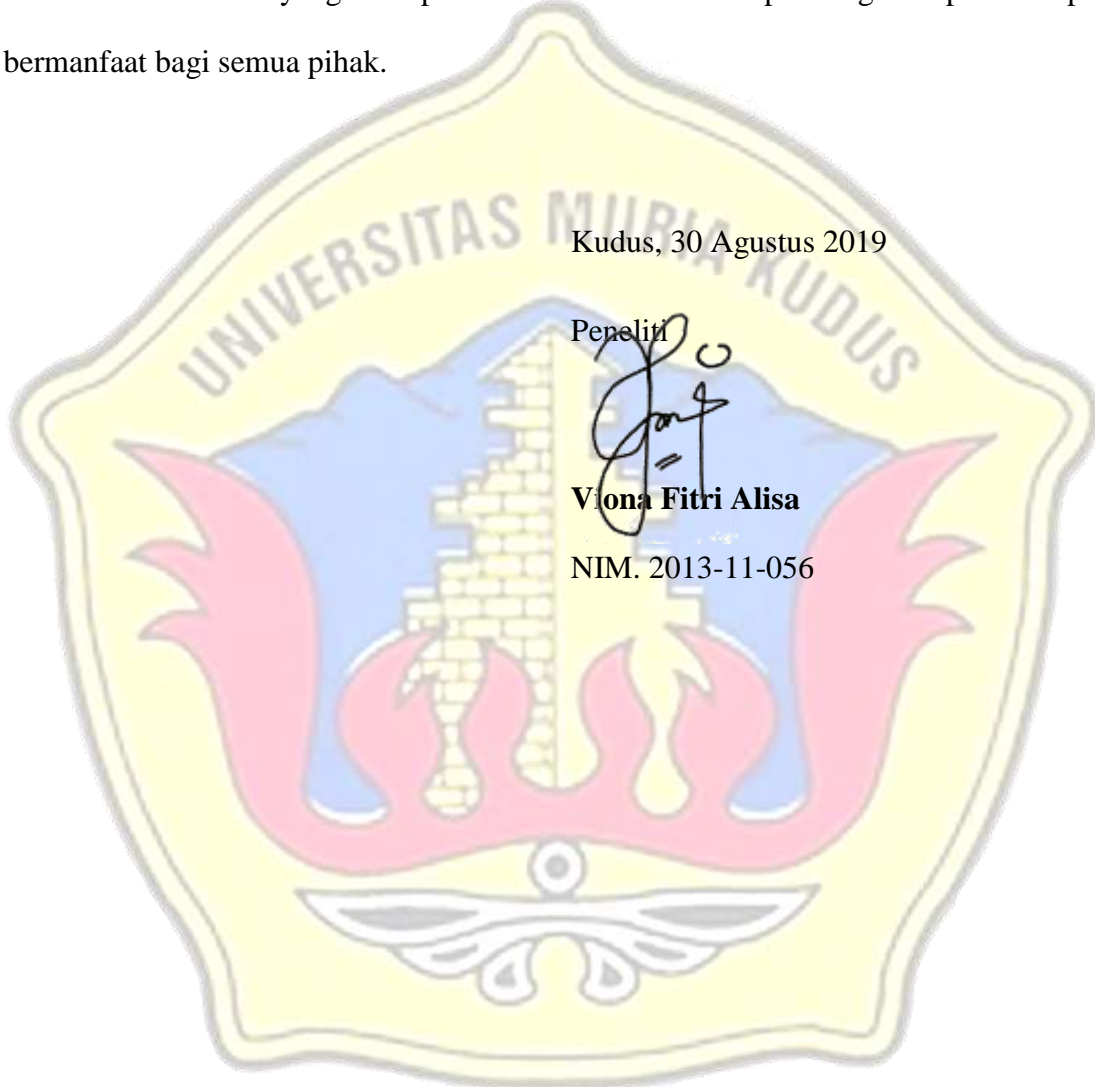 bermanfaat bagi semua pihak.
UNIVERSITAS MURIA KUDUS
Kudus, 30 Agustus 2019
Peneliti
Viona Fitri Alisa
NIM. 2013-11-056